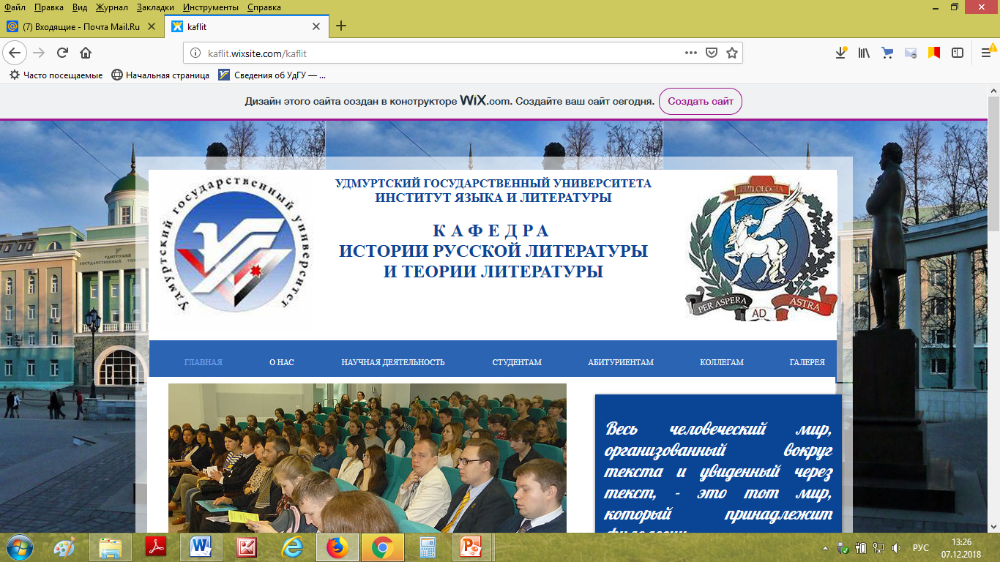 Файл Правка Вид Журнал Закладки Инструменты Справка
(7) Входящие - Почта Mail.Ru
kaflit
kaflit.wixsite.com/kaflit
Часто посещаемые Начальная страница Сведения об УдГУ — ...
Дизайн этого сайта создан в конструкторе WiX.com. Создайте ваш сайт сегодня. Создать сайт
удмуртский государственный университет
УДМУРТСКИЙ ГОСУДАРСТВЕННЫЙ УНИВЕРСИТЕТА
ИНСТИТУТ ЯЗЫКА И ЛИТЕРАТУРЫ
К А Ф Е Д Р А
ИСТОРИИ РУССКОЙ ЛИТЕРАТУРЫ
И ТЕОРИИ ЛИТЕРАТУРЫ
PHILOLOGIA
PER ASPERA AD ASTRA
УДМУРТСКИЙ
ГОСУДАРСТВЕННЫЙ
ГЛАВНАЯ О НАС НАУЧНАЯ ДЕЯТЕЛЬНОСТЬ СТУДЕНТАМ АБИТУРИЕНТАМ КОЛЛЕГАМ ГАЛЕРЕЯ
Весь человеческий мир,
организованный вокруг
текста и увиденный через
текст, - это тот мир,
который принадлежит
РУС
13:26
07.12.2018